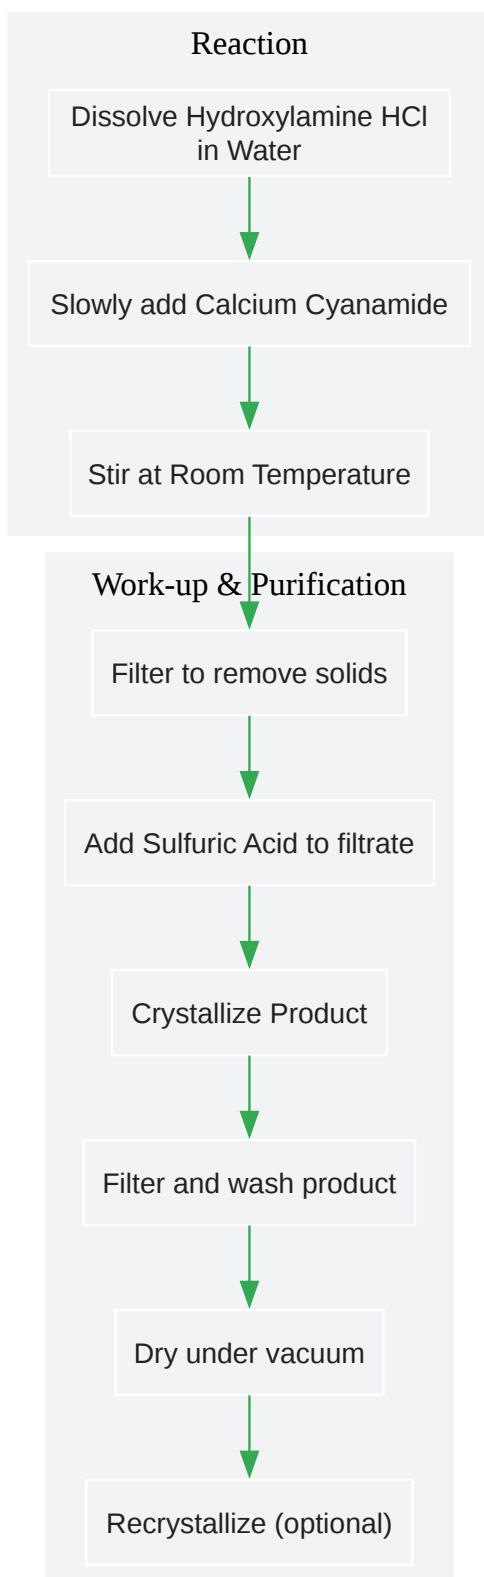 Reaction
Dissolve Hydroxylamine HCl
in Water
Slowly add Calcium Cyanamide
Stir at Room Temperature
Work-up & Purification
Filter to remove solids
Add Sulfuric Acid to filtrate
Crystallize Product
Filter and wash product
Dry under vacuum
Recrystallize (optional)